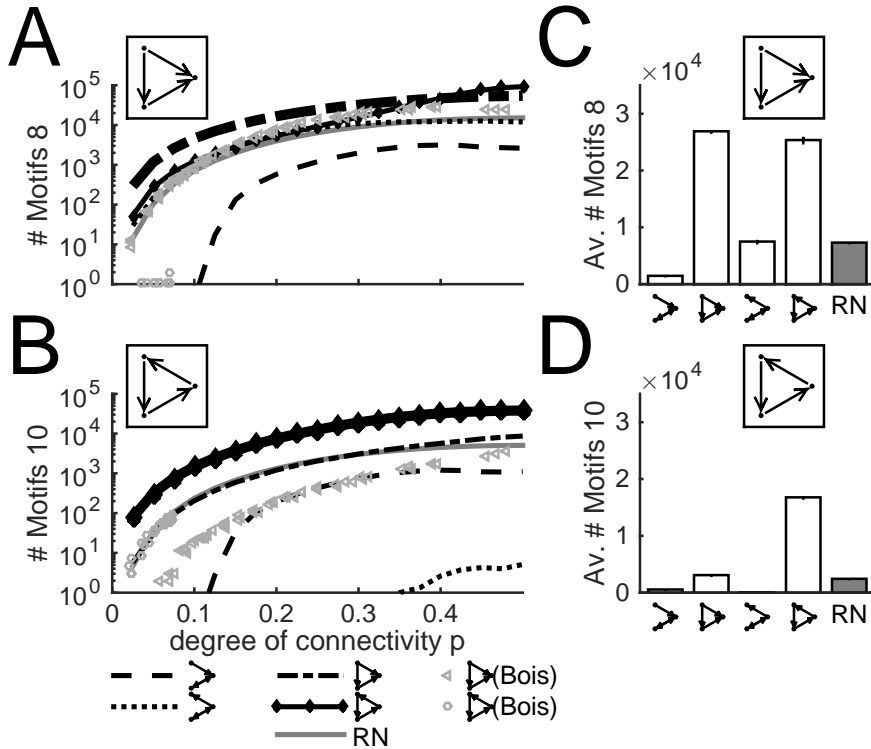 A
# Motifs 8
10^5
10^4
10^3
10^2
10^1
10^0
B
# Motifs 10
10^5
10^4
10^3
10^2
10^1
10^0
0 0.1 0.2 0.3 0.4
degree of connectivity p
(Bois)
(Bois)
RN
C
×10^4
Av. # Motifs 8
3
2
1
0
RN
D
×10^4
Av. # Motifs 10
3
2
1
0
RN